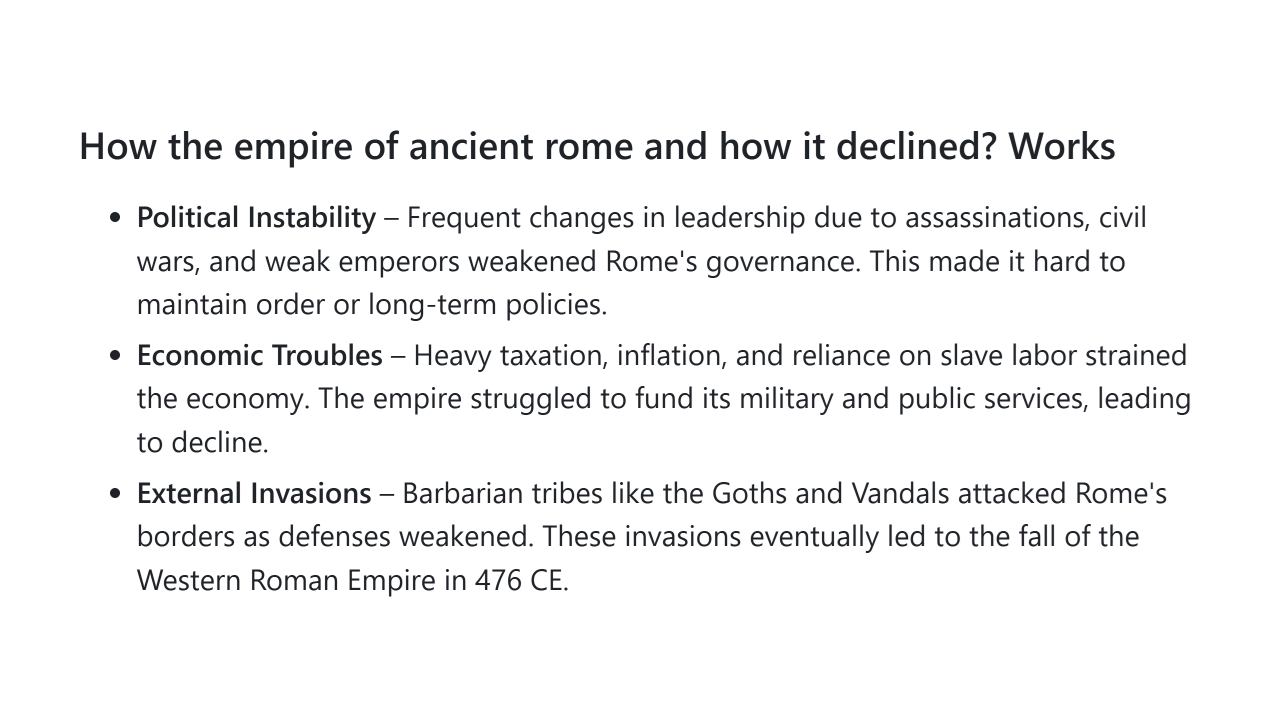 How the empire of ancient rome and how it declined? Works
• Political Instability – Frequent changes in leadership due to assassinations, civil
wars, and weak emperors weakened Rome's governance. This made it hard to
maintain order or long-term policies.
• Economic Troubles – Heavy taxation, inflation, and reliance on slave labor strained
the economy. The empire struggled to fund its military and public services, leading
to decline.
• External Invasions – Barbarian tribes like the Goths and Vandals attacked Rome's
borders as defenses weakened. These invasions eventually led to the fall of the
Western Roman Empire in 476 CE.